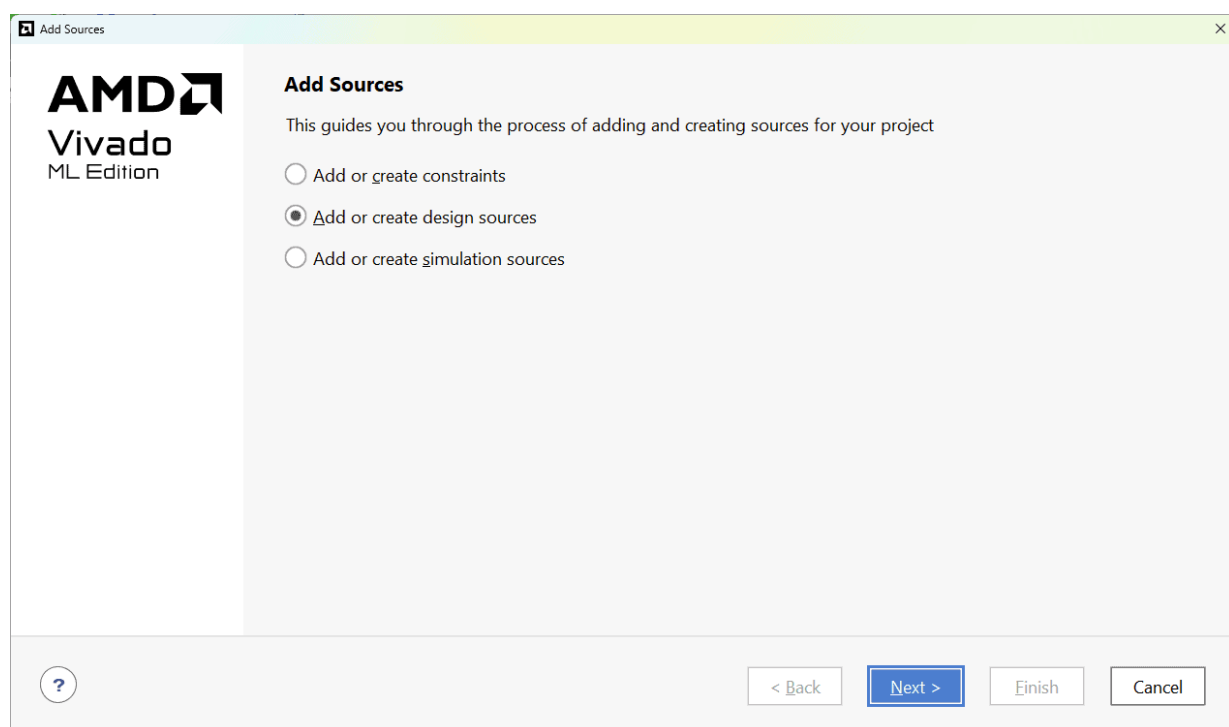 Add Sources
AMD
Vivado
ML Edition
Add Sources
This guides you through the process of adding and creating sources for your project
Add or create constraints
Add or create design sources
Add or create simulation sources
?
< Back
Next >
Finish
Cancel